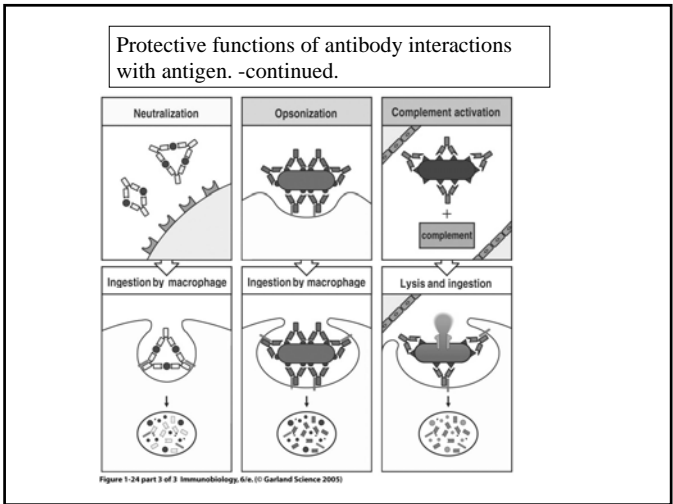 Protective functions of antibody interactions
with antigen. -continued.
Neutralization
Opsonization
Complement activation
+
complement
Ingestion by macrophage
Ingestion by macrophage
Lysis and ingestion
Figure 1-24 part 3 of 3 Immunobiology, 6/e. (© Garland Science 2005)